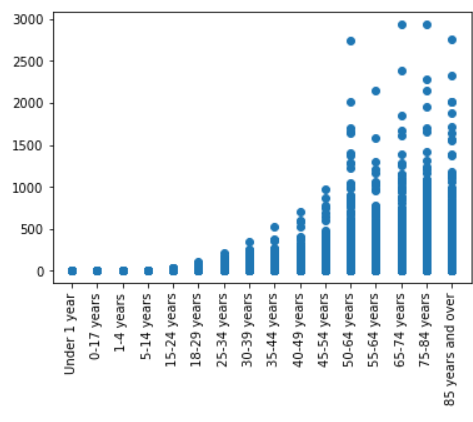 3000
2500
2000
1500
1000
500
0
Under 1 year
0-17 years
1-4 years
5-14 years
15-24 years
18-29 years
25-34 years
30-39 years
35-44 years
40-49 years
45-54 years
50-64 years
55-64 years
65-74 years
75-84 years
85 years and over